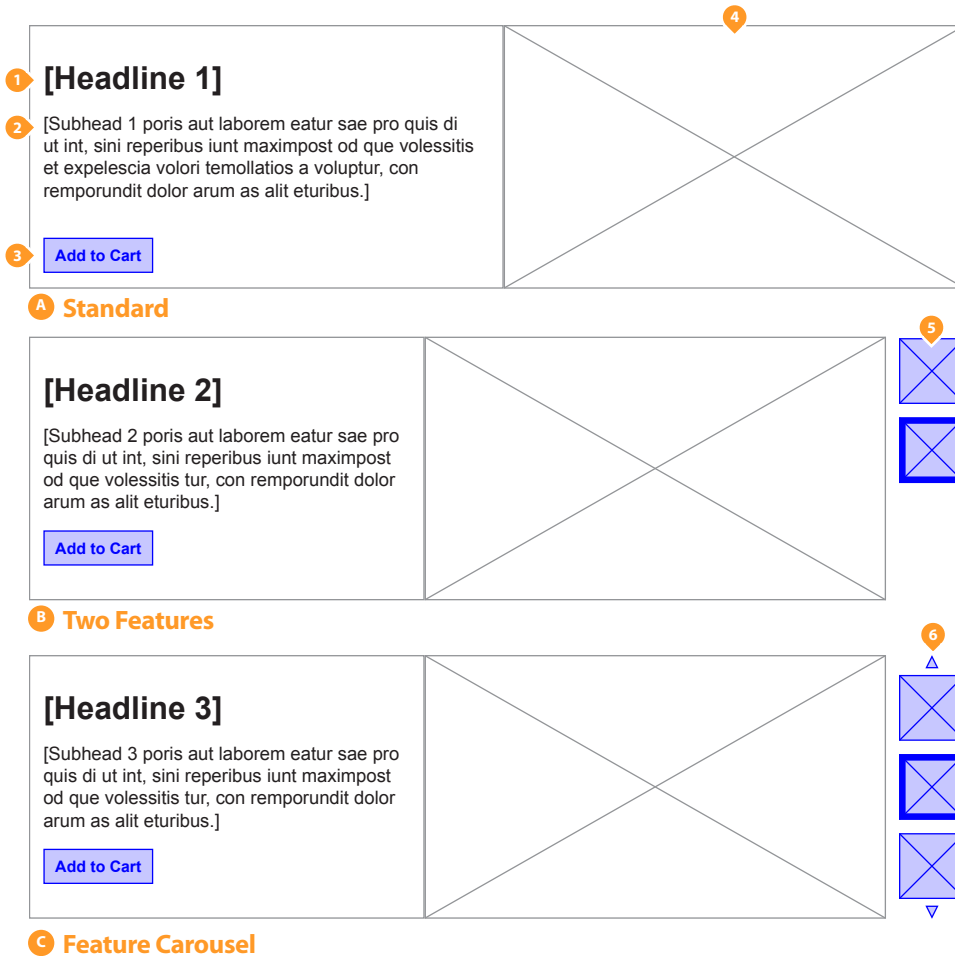 4
1 [Headline 1]
2 [Subhead 1 poris aut laborem eatur sae pro quis di
ut int, sini reperibus iunt maximpost od que volessitis
et expelescia volori temollatios a voluptur, con
remporundit dolor arum as alit eturibus.]
3 Add to Cart
A Standard
5
[Headline 2]
[Subhead 2 poris aut laborem eatur sae pro
quis di ut int, sini reperibus iunt maximpost
od que volessitis tur, con remporundit dolor
arum as alit eturibus.]
Add to Cart
B Two Features
6
[Headline 3]
[Subhead 3 poris aut laborem eatur sae pro
quis di ut int, sini reperibus iunt maximpost
od que volessitis tur, con remporundit dolor
arum as alit eturibus.]
Add to Cart
C Feature Carousel